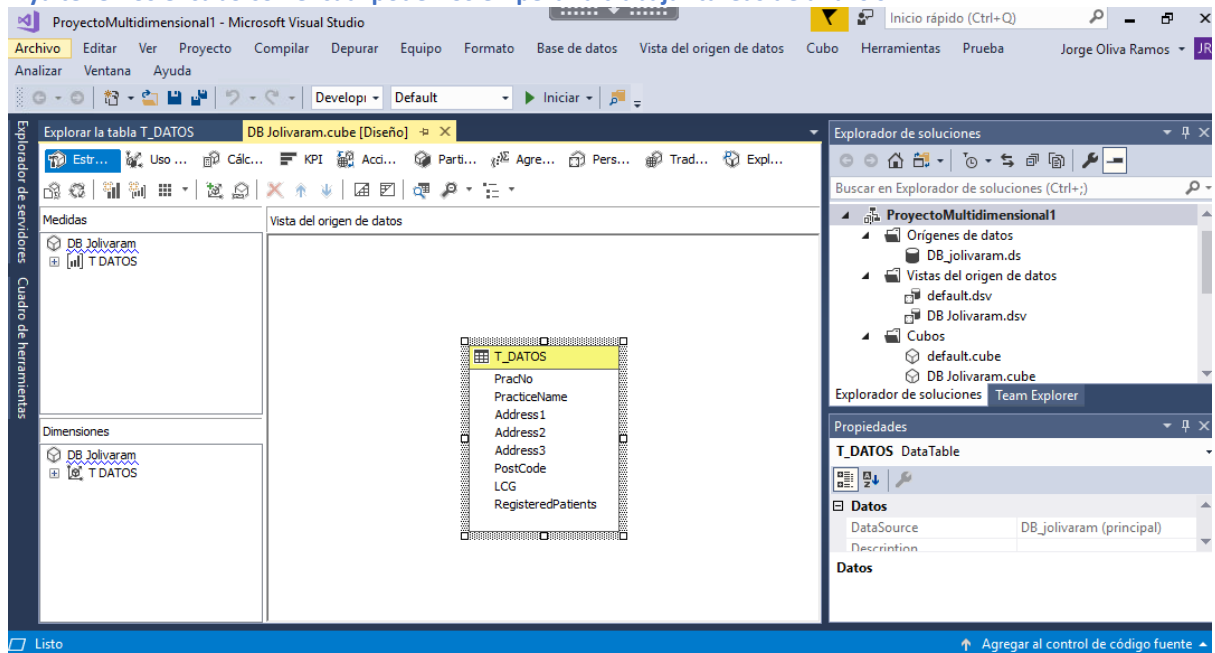 ProyectoMultidimensional1 - Microsoft Visual Studio
Inicio rápido (Ctrl+Q)
Archivo Editar Ver Proyecto Compilar Depurar Equipo Formato Base de datos Vista del origen de datos Cubo Herramientas Prueba Jorge Oliva Ramos JR
Analizar Ventana Ayuda
Developı Default Iniciar
Explorador de servidores
Cuadro de herramientas
Explorar la tabla T_DATOS DB Jolivaram.cube [Diseño]
Estr... Uso ... Cálc... KPI Acci... Parti... Agre... Pers... Trad... Expl...
Medidas
DB Jolivaram
T DATOS
Dimensiones
DB Jolivaram
T DATOS
Vista del origen de datos
T_DATOS
PracNo
PracticeName
Address1
Address2
Address3
PostCode
LCG
RegisteredPatients
Explorador de soluciones
Buscar en Explorador de soluciones (Ctrl+;)
ProyectoMultidimensional1
Orígenes de datos
DB_jolivaram.ds
Vistas del origen de datos
default.dsv
DB Jolivaram.dsv
Cubos
default.cube
DB Jolivaram.cube
Explorador de soluciones Team Explorer
Propiedades
T_DATOS DataTable
Datos
DataSource DB_jolivaram (principal)
Description
Datos
Listo
Agregar al control de código fuente